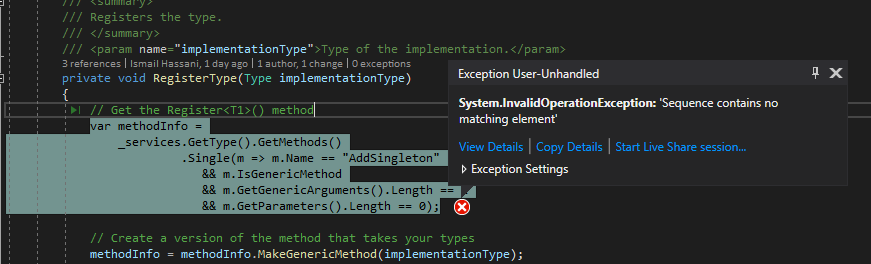 /// <summary>
/// Registers the type.
/// </summary>
/// <param name="implementationType">Type of the implementation.</param>
3 references | Ismail Hassani, 1 day ago | 1 author, 1 change | 0 exceptions
private void RegisterType(Type implementationType)
{
// Get the Register<T1>() method
var methodInfo =
_services.GetType().GetMethods()
.Single(m => m.Name == "AddSingleton"
&& m.IsGenericMethod
&& m.GetGenericArguments().Length ==
&& m.GetParameters().Length == 0);
// Create a version of the method that takes your types
methodInfo = methodInfo.MakeGenericMethod(implementationType);
Exception User-Unhandled
System.InvalidOperationException: 'Sequence contains no
matching element'
View Details | Copy Details | Start Live Share session...
Exception Settings